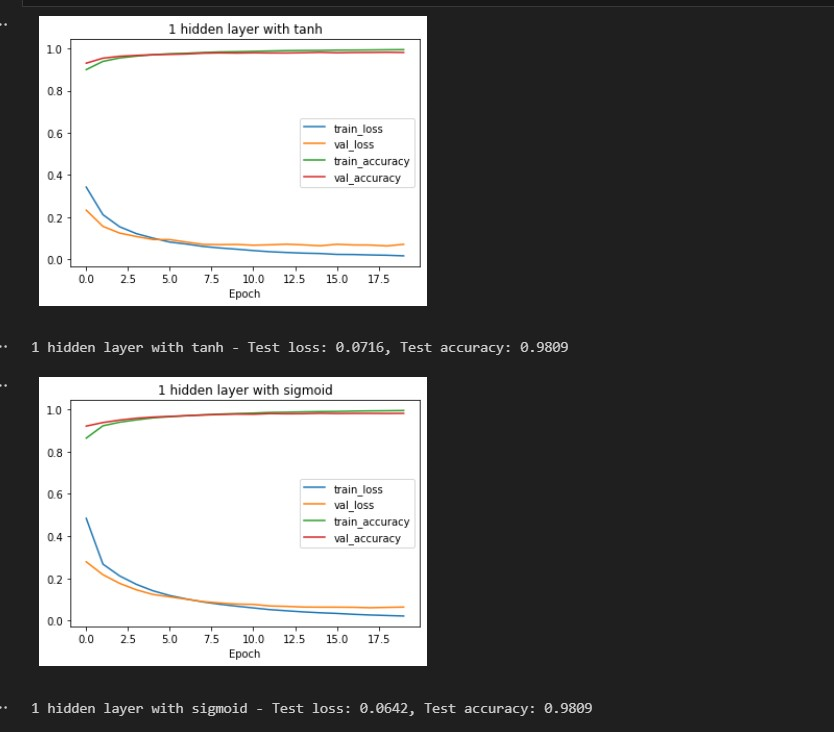 1 hidden layer with tanh
1.0
0.8
0.6
0.4
0.2
0.0
train_loss
val_loss
train_accuracy
val_accuracy
0.0 2.5 5.0 7.5 10.0 12.5 15.0 17.5
Epoch
1 hidden layer with tanh - Test loss: 0.0716, Test accuracy: 0.9809
1 hidden layer with sigmoid
1.0
0.8
0.6
0.4
0.2
0.0
train_loss
val_loss
train_accuracy
val_accuracy
0.0 2.5 5.0 7.5 10.0 12.5 15.0 17.5
Epoch
1 hidden layer with sigmoid - Test loss: 0.0642, Test accuracy: 0.9809